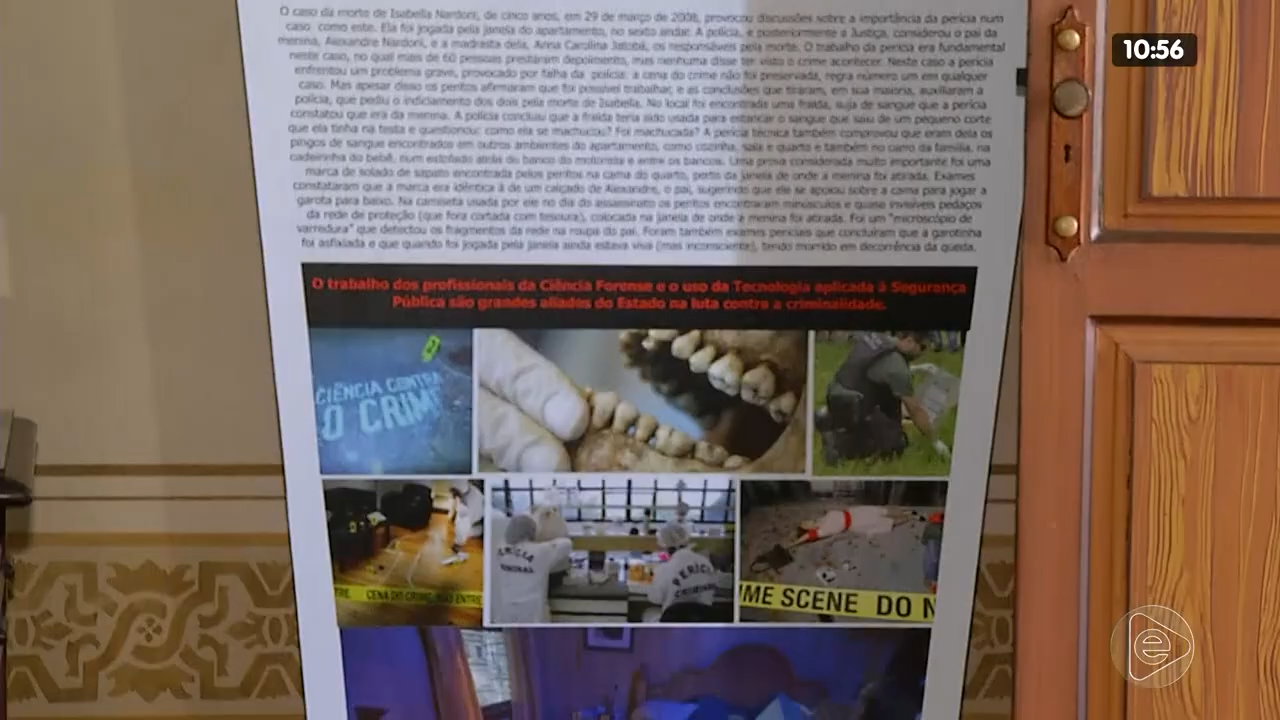 O caso da morte de Isabella Nardoni, de cinco anos, em 29 de março de 2008, provocou discussões sobre a importância da perícia num
caso como este. Ela foi jogada pela janela do apartamento, no sexto andar. A polícia, e posteriormente a Justiça, considerou o pai da
menina, Alexandre Nardoni, e a madrasta dela, Anna Carolina Jatobá, os responsáveis pela morte. O trabalho da perícia era fundamental
neste caso, no qual mais de 60 pessoas prestaram depoimento, mas nenhuma disse ter visto o crime acontecer. Neste caso a perícia
enfrentou um problema grave, provocado por falha da polícia: a cena do crime não foi preservada, regra número um em qualquer
caso. Mas apesar disso os peritos afirmaram que foi possível trabalhar, e as conclusões que tiraram, em sua maioria, auxiliaram a
polícia, que pediu o indiciamento dos dois pela morte de Isabella. No local foi encontrada uma fralda, suja de sangue que a perícia
constatou que era da menina. A polícia concluiu que a fralda teria sido usada para estancar o sangue que saiu de um pequeno corte
que ela tinha na testa e questionou: como ela se machucou? Foi machucada? A perícia técnica também comprovou que eram dela os
pingos de sangue encontrados em outros ambientes do apartamento, como cozinha, sala e quarto e também no carro da família, na
cadeirinha do bebê, num estofado atrás do banco do motorista e entre os bancos. Uma prova considerada muito importante foi uma
marca de solado de sapato encontrada pelos peritos na cama do quarto, perto da janela de onde a menina foi atirada. Exames
constataram que a marca era idêntica à de um calçado de Alexandre, o pai, sugerindo que ele se apoiou sobre a cama para jogar a
garota para baixo. Na camiseta usada por ele no dia do assassinato os peritos encontraram minúsculos e quase invisíveis pedaços
da rede de proteção (que fora cortada com tesoura), colocada na janela de onde a menina foi atirada. Foi um "microscópio de
varredura" que detectou os fragmentos da rede na roupa do pai. Foram também exames periciais que concluíram que a garotinha
foi asfixiada e que quando foi jogada pela janela ainda estava viva (mas inconsciente), tendo morrido em decorrência da queda.
O trabalho dos profissionais da Ciência Forense e o uso da Tecnologia aplicada à Segurança
Pública são grandes aliados do Estado na luta contra a criminalidade.
CIÊNCIA CONTRA
O CRIME
PERÍCIA
CRIMINAL
PERÍCIA
CRIMINAL
CENA DO CRIME NÃO ENTRE
IME SCENE DO N
10:56
e